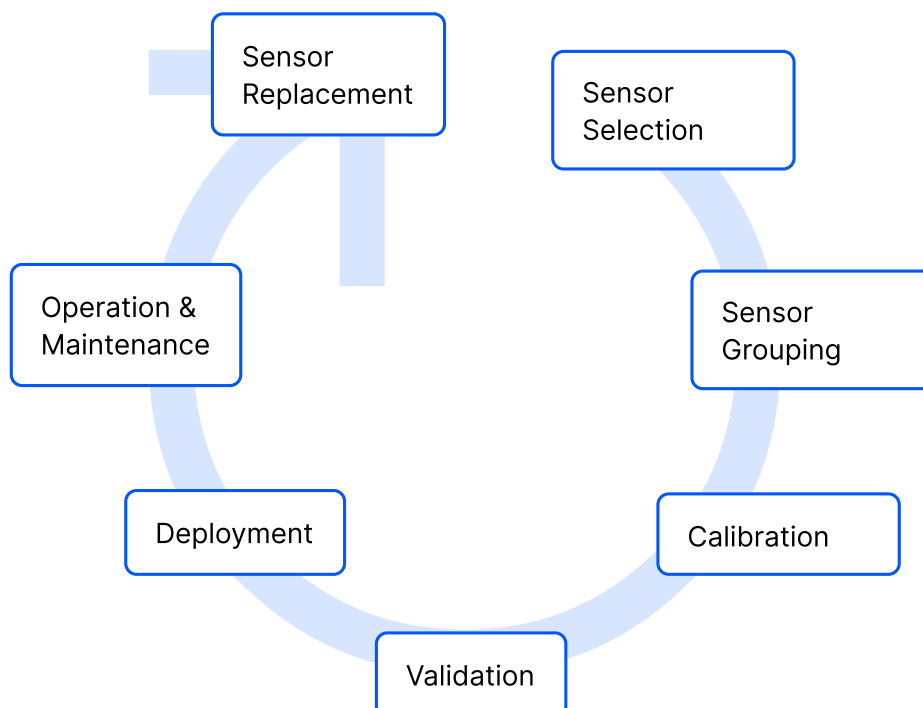 Sensor
Replacement
Sensor
Selection
Sensor
Grouping
Operation &
Maintenance
Deployment
Calibration
Validation